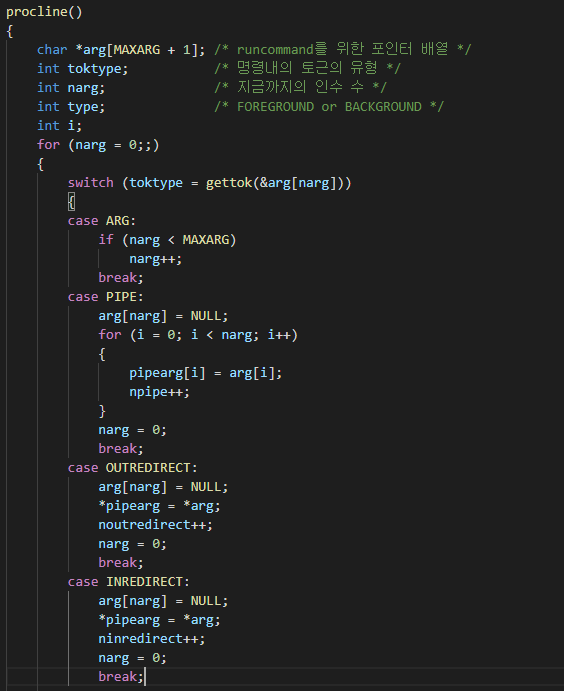 procline()
{
char *arg[MAXARG + 1]; /* runcommand를 위한 포인터 배열 */
int toktype; /* 명령내의 토근의 유형 */
int narg; /* 지금까지의 인수 수 */
int type; /* FOREGROUND or BACKGROUND */
int i;
for (narg = 0;;)
{
switch (toktype = gettok(&arg[narg]))
{
case ARG:
if (narg < MAXARG)
narg++;
break;
case PIPE:
arg[narg] = NULL;
for (i = 0; i < narg; i++)
{
pipearg[i] = arg[i];
npipe++;
}
narg = 0;
break;
case OUTREDIRECT:
arg[narg] = NULL;
*pipearg = *arg;
noutredirect++;
narg = 0;
break;
case INREDIRECT:
arg[narg] = NULL;
*pipearg = *arg;
ninredirect++;
narg = 0;
break;